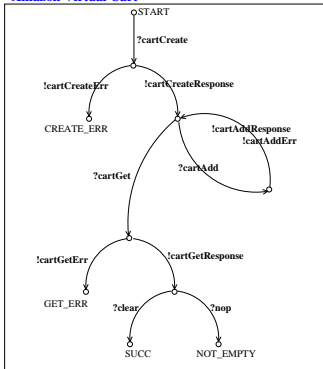 Amazon Virtual Cart
START
?cartCreate
!cartCreateErr
!cartCreateResponse
CREATE_ERR
!cartAddResponse
!cartAddErr
?cartAdd
?cartGet
!cartGetErr
!cartGetResponse
GET_ERR
?clear
?nop
SUCC
NOT_EMPTY